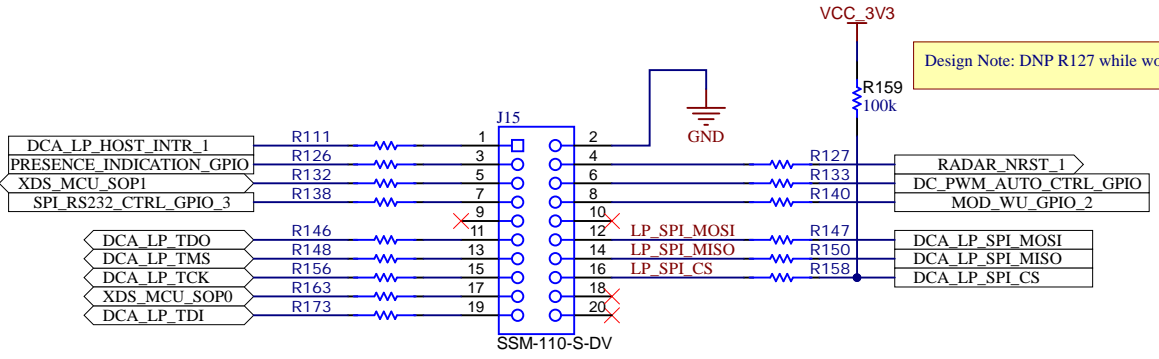 VCC_3V3
Design Note: DNP R127 while wo
R159
100k
J15
GND
DCA_LP_HOST_INTR_1 R111 1 2
PRESENCE_INDICATION_GPIO R126 3 4 R127 RADAR_NRST_1
XDS_MCU_SOP1 R132 5 6 R133 DC_PWM_AUTO_CTRL_GPIO
SPI_RS232_CTRL_GPIO_3 R138 7 8 R140 MOD_WU_GPIO_2
9 10
DCA_LP_TDO R146 11 12 LP_SPI_MOSI R147 DCA_LP_SPI_MOSI
DCA_LP_TMS R148 13 14 LP_SPI_MISO R150 DCA_LP_SPI_MISO
DCA_LP_TCK R156 15 16 LP_SPI_CS R158 DCA_LP_SPI_CS
XDS_MCU_SOP0 R163 17 18
DCA_LP_TDI R173 19 20
SSM-110-S-DV